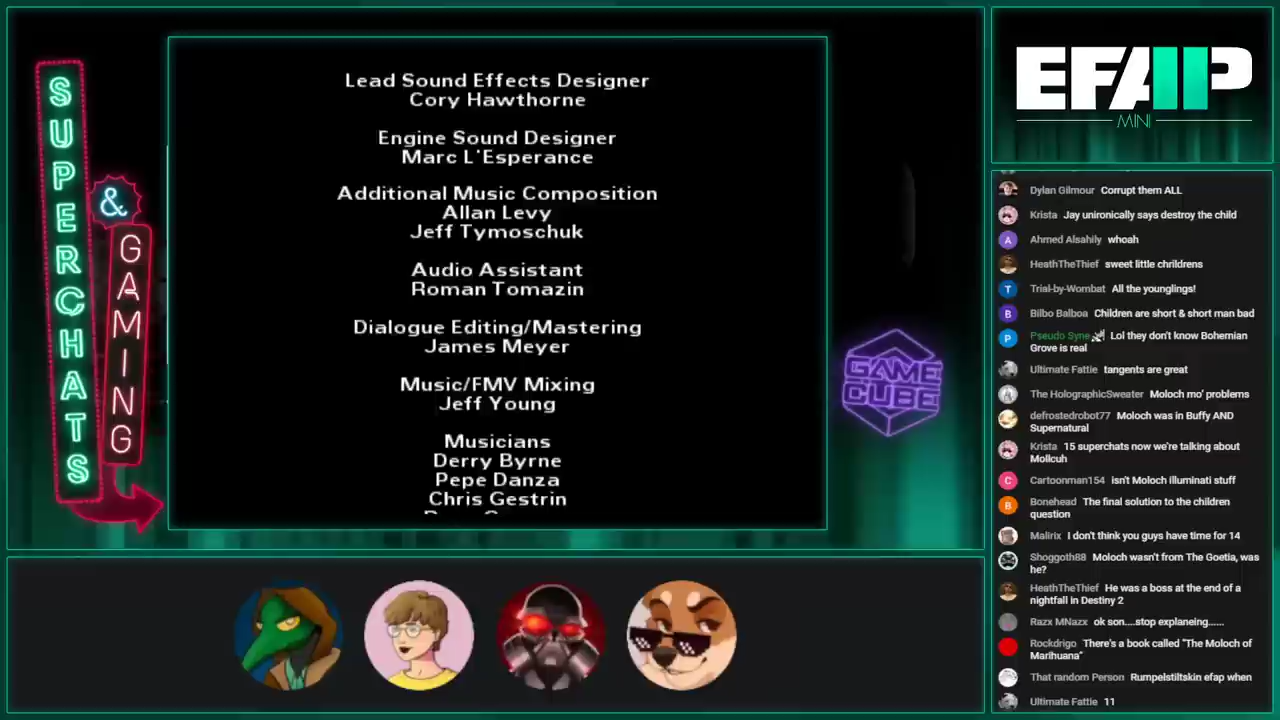 SUPERCHATS
&
GAMING
Lead Sound Effects Designer
Cory Hawthorne
Engine Sound Designer
Marc L'Esperance
Additional Music Composition
Allan Levy
Jeff Tymoschuk
Audio Assistant
Roman Tomazin
Dialogue Editing/Mastering
James Meyer
Music/FMV Mixing
Jeff Young
Musicians
Derry Byrne
Pepe Danza
Chris Gestrin
GAME
CUBE
EFAP
MINI
Dylan Gilmour Corrupt them ALL
Krista Jay unironically says destroy the child
A Ahmed Alsahily whoah
HeathTheThief sweet little chrildrens
T Trial-by-Wombat All the younglings!
B Bilbo Balboa Children are short & short man bad
P Pseudo Syne Lol they don't know Bohemian
Grove is real
Ultimate Fattie tangents are great
The HolographicSweater Moloch mo' problems
defrostedrobot77 Moloch was in Buffy AND
Supernatural
Krista 15 superchats now we're talking about
Mollcuh
C Cartoonman154 isn't Moloch illuminati stuff
B Bonehead The final solution to the children
question
Malirix I don't think you guys have time for 14
Shoggoth88 Moloch wasn't from The Goetia, was
he?
HeathTheThief He was a boss at the end of a
nightfall in Destiny 2
Razx MNazx ok son....stop explaneing......
Rockdrigo There's a book called "The Moloch of
Marihuana"
That random Person Rumpelstiltskin efap when
Ultimate Fattie 11